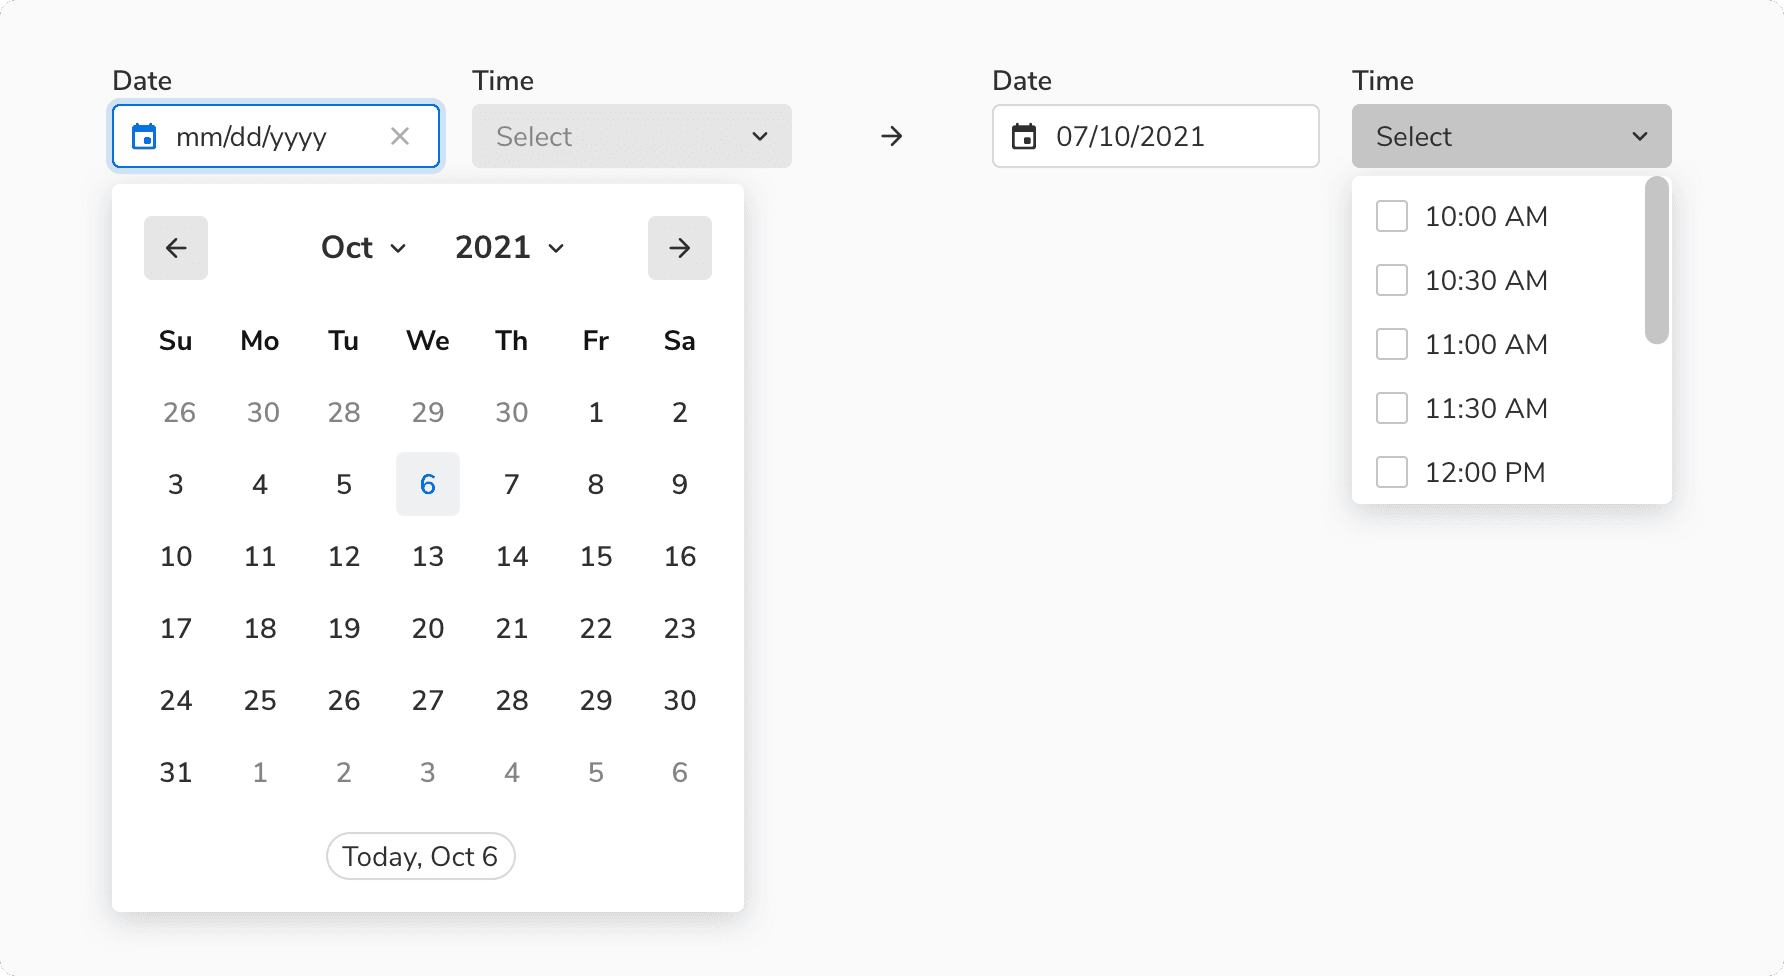 Date Time Date Time
mm/dd/yyyy Select 07/10/2021 Select
Oct 2021
Su Mo Tu We Th Fr Sa
26 30 28 29 30 1 2
3 4 5 6 7 8 9
10 11 12 13 14 15 16
17 18 19 20 21 22 23
24 25 26 27 28 29 30
31 1 2 3 4 5 6
Today, Oct 6
10:00 AM
10:30 AM
11:00 AM
11:30 AM
12:00 PM